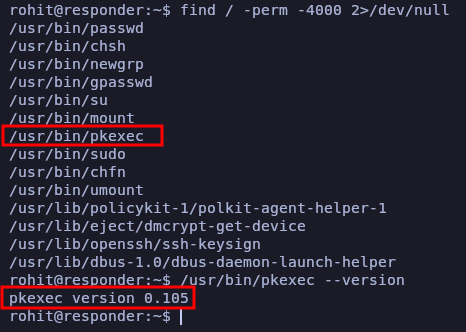 rohit@responder:~$ find / -perm -4000 2>/dev/null
/usr/bin/passwd
/usr/bin/chsh
/usr/bin/newgrp
/usr/bin/gpasswd
/usr/bin/su
/usr/bin/mount
/usr/bin/pkexec
/usr/bin/sudo
/usr/bin/chfn
/usr/bin/umount
/usr/lib/policykit-1/polkit-agent-helper-1
/usr/lib/eject/dmcrypt-get-device
/usr/lib/openssh/ssh-keysign
/usr/lib/dbus-1.0/dbus-daemon-launch-helper
rohit@responder:~$ /usr/bin/pkexec --version
pkexec version 0.105
rohit@responder:~$